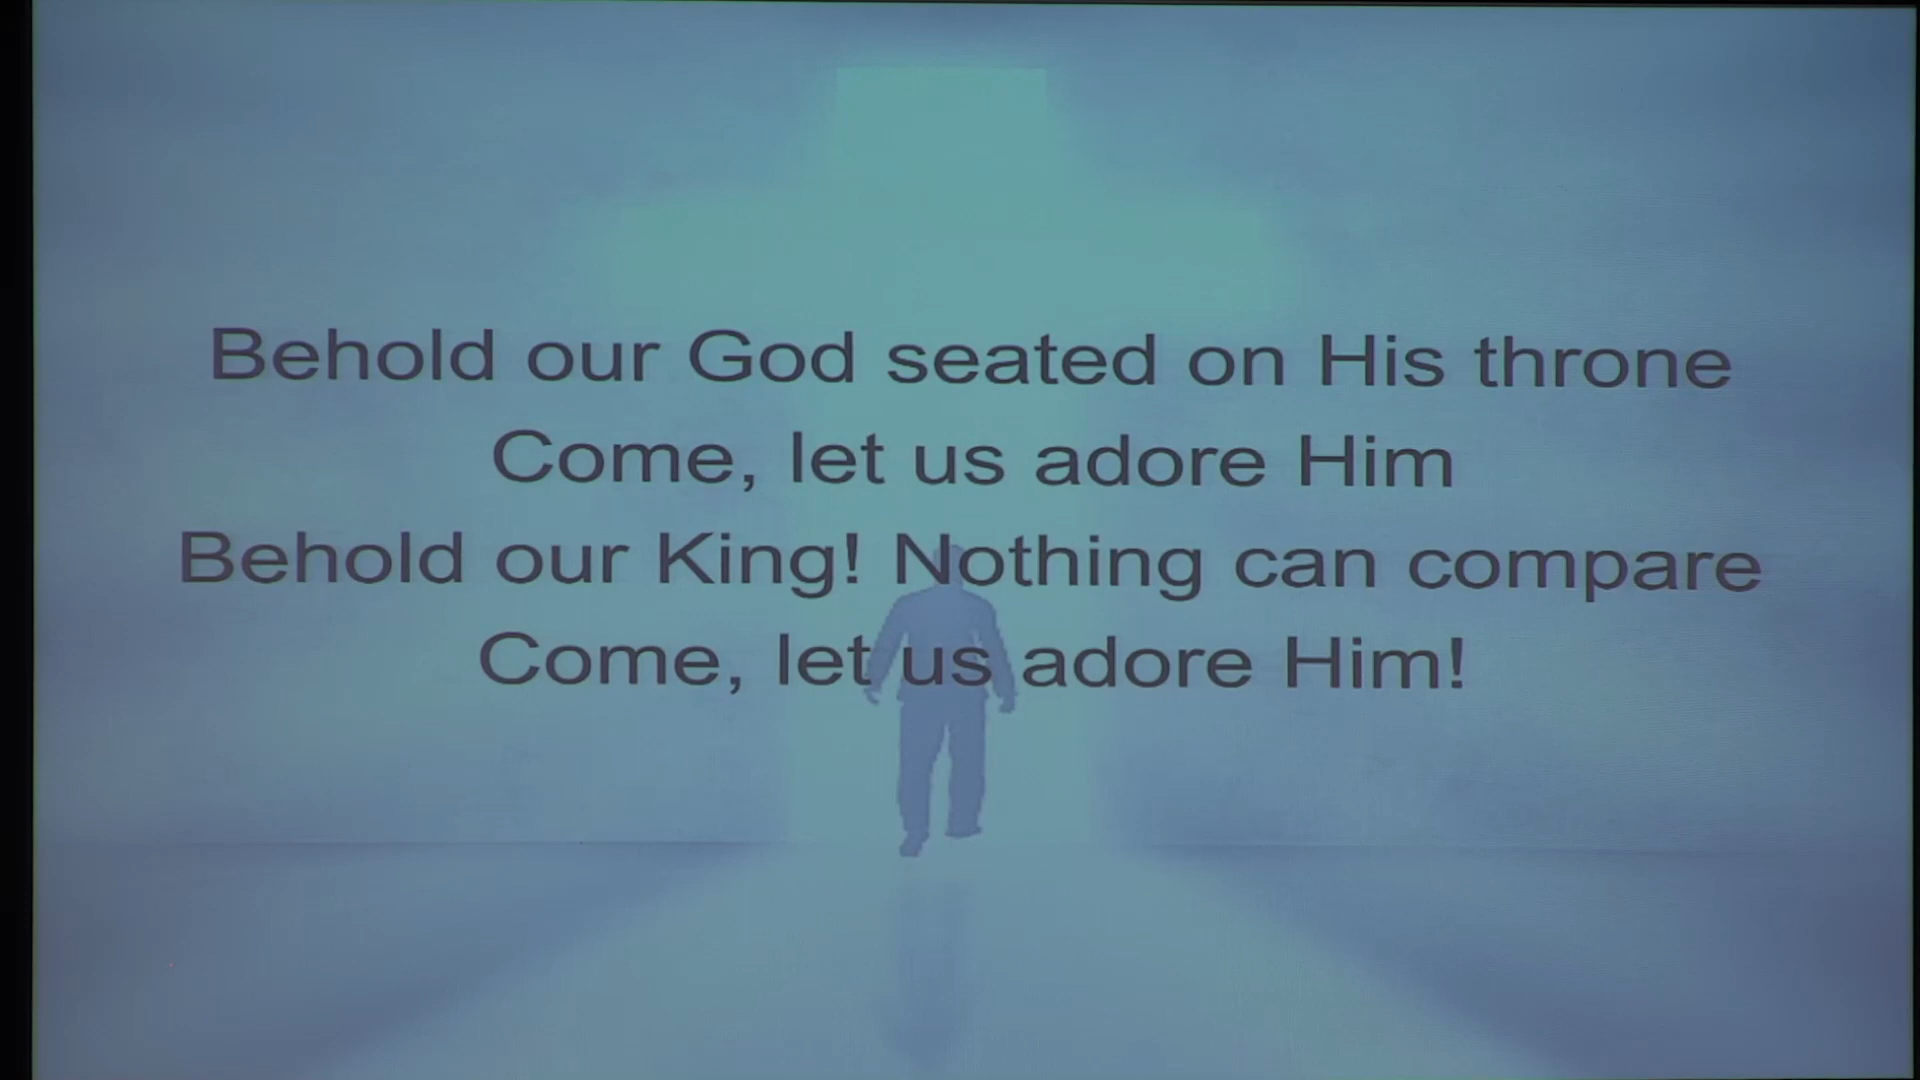 Behold our God seated on His throne
Come, let us adore Him
Behold our King! Nothing can compare
Come, let us adore Him!